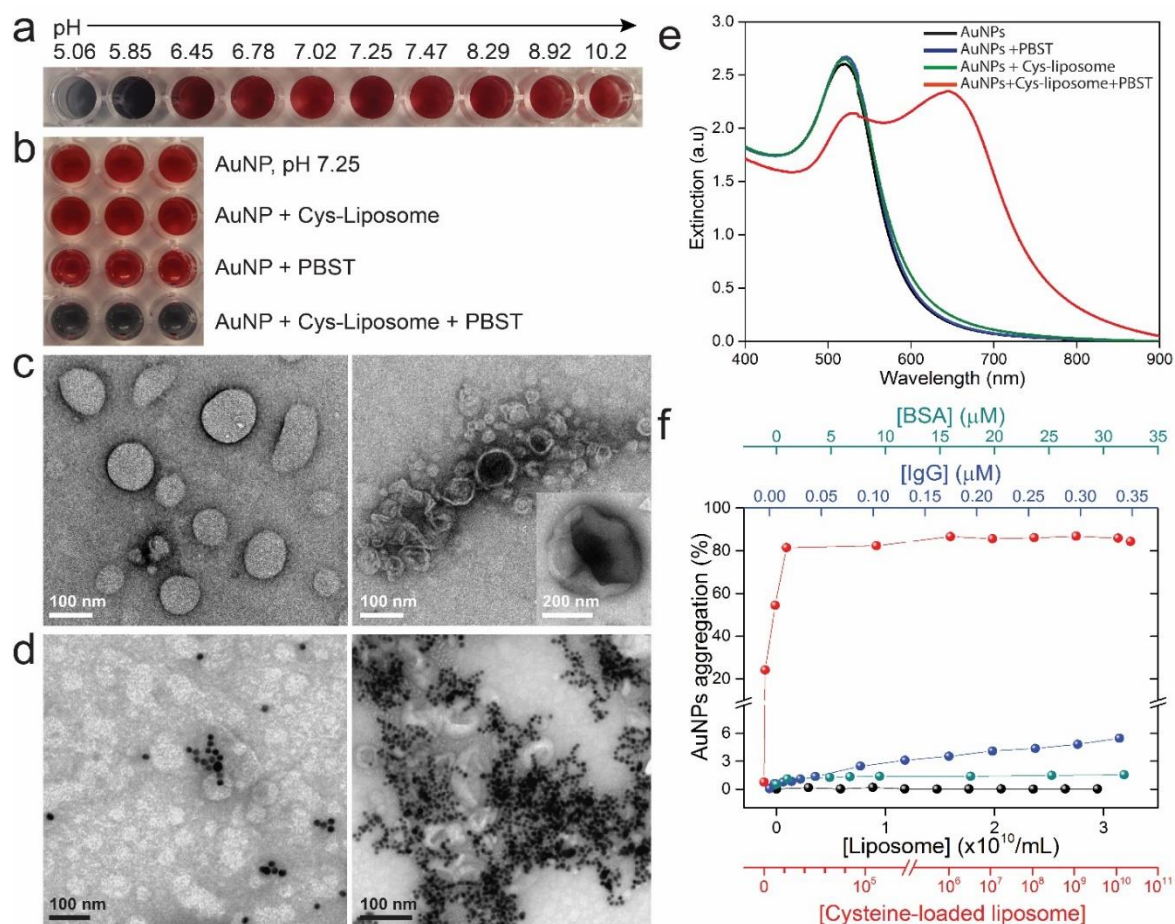 a
pH
5.06 5.85 6.45 6.78 7.02 7.25 7.47 8.29 8.92 10.2
b
AuNP, pH 7.25
AuNP + Cys-Liposome
AuNP + PBST
AuNP + Cys-Liposome + PBST
c
100 nm
100 nm
200 nm
d
100 nm
100 nm
e
AuNPs
AuNPs +PBST
AuNPs + Cys-liposome
AuNPs+Cys-liposome+PBST
3.0
2.5
2.0
1.5
1.0
0.5
0.0
Extinction (a.u)
400 500 600 700 800 900
Wavelength (nm)
f
[BSA] (μM)
0 5 10 15 20 25 30 35
[IgG] (μM)
0.00 0.05 0.10 0.15 0.20 0.25 0.30 0.35
100
80
60
40
20
6
3
0
AuNPs aggregation (%)
0 1 2 3
[Liposome] (x10¹⁰/mL)
0 10⁵ 10⁶ 10⁷ 10⁸ 10⁹ 10¹⁰ 10¹¹
[Cysteine-loaded liposome]